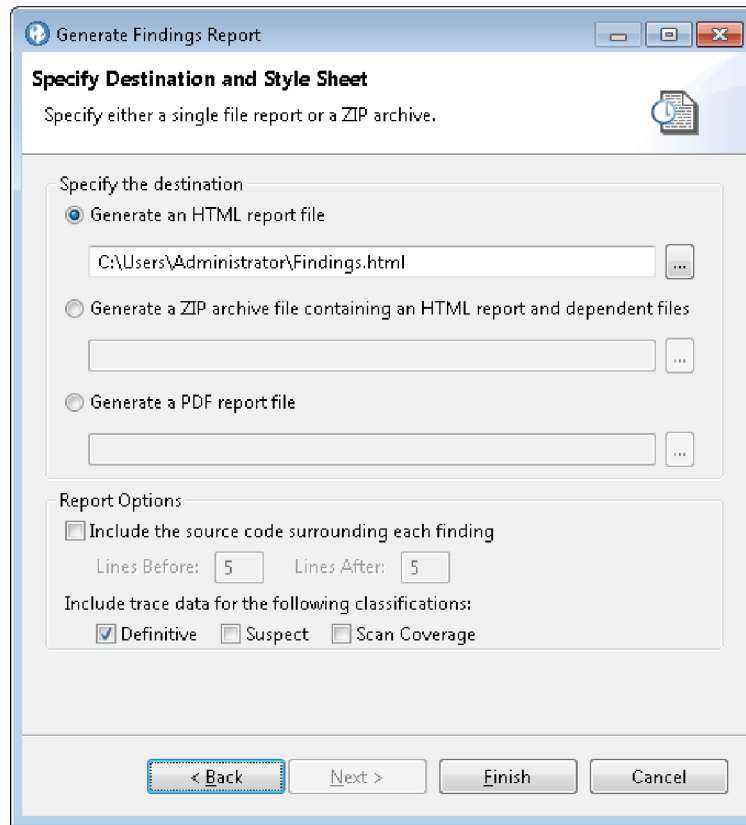 Generate Findings Report
Specify Destination and Style Sheet
Specify either a single file report or a ZIP archive.
Specify the destination
Generate an HTML report file
C:\Users\Administrator\Findings.html
...
Generate a ZIP archive file containing an HTML report and dependent files
...
Generate a PDF report file
...
Report Options
Include the source code surrounding each finding
Lines Before: 5 Lines After: 5
Include trace data for the following classifications:
Definitive Suspect Scan Coverage
< Back Next > Finish Cancel